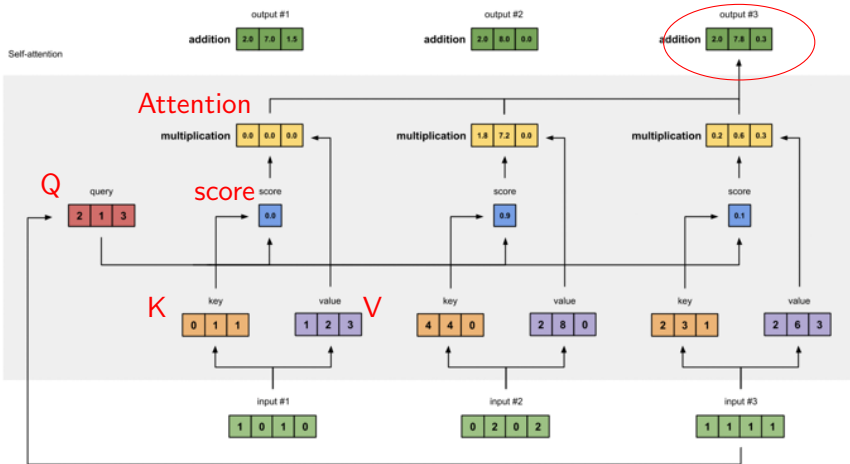 output #1 output #2 output #3
addition 2.0 7.0 1.5 addition 2.0 8.0 0.0 addition 2.0 7.8 0.3
Self-attention
Attention
multiplication 0.0 0.0 0.0 multiplication 1.8 7.2 0.0 multiplication 0.2 0.6 0.3
Q query score score score score
2 1 3 0.0 0.9 0.1
K key value V key value key value
0 1 1 1 2 3 4 4 0 2 8 0 2 3 1 2 6 3
input #1 input #2 input #3
1 0 1 0 0 2 0 2 1 1 1 1